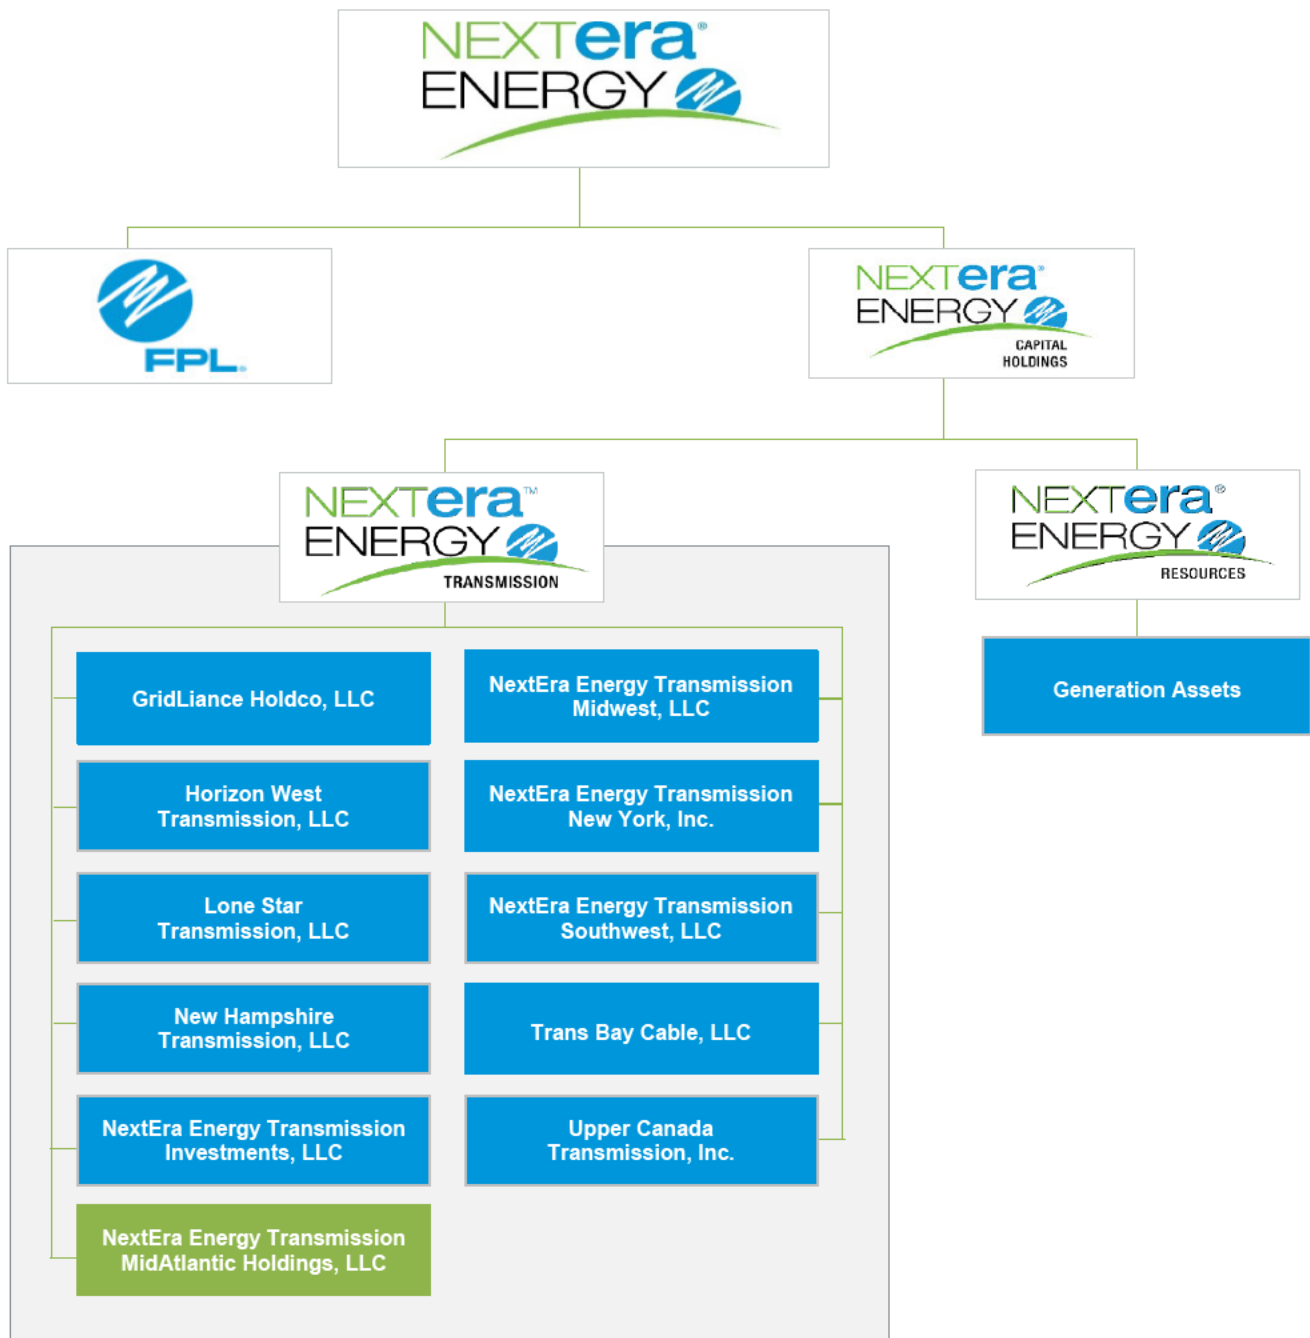 NEXTera®
ENERGY
FPL®
NEXTera®
ENERGY
CAPITAL
HOLDINGS
NEXTera™
ENERGY
TRANSMISSION
NEXTera®
ENERGY
RESOURCES
GridLiance Holdco, LLC
Horizon West
Transmission, LLC
Lone Star
Transmission, LLC
New Hampshire
Transmission, LLC
NextEra Energy Transmission
Investments, LLC
NextEra Energy Transmission
MidAtlantic Holdings, LLC
NextEra Energy Transmission
Midwest, LLC
NextEra Energy Transmission
New York, Inc.
NextEra Energy Transmission
Southwest, LLC
Trans Bay Cable, LLC
Upper Canada
Transmission, Inc.
Generation Assets